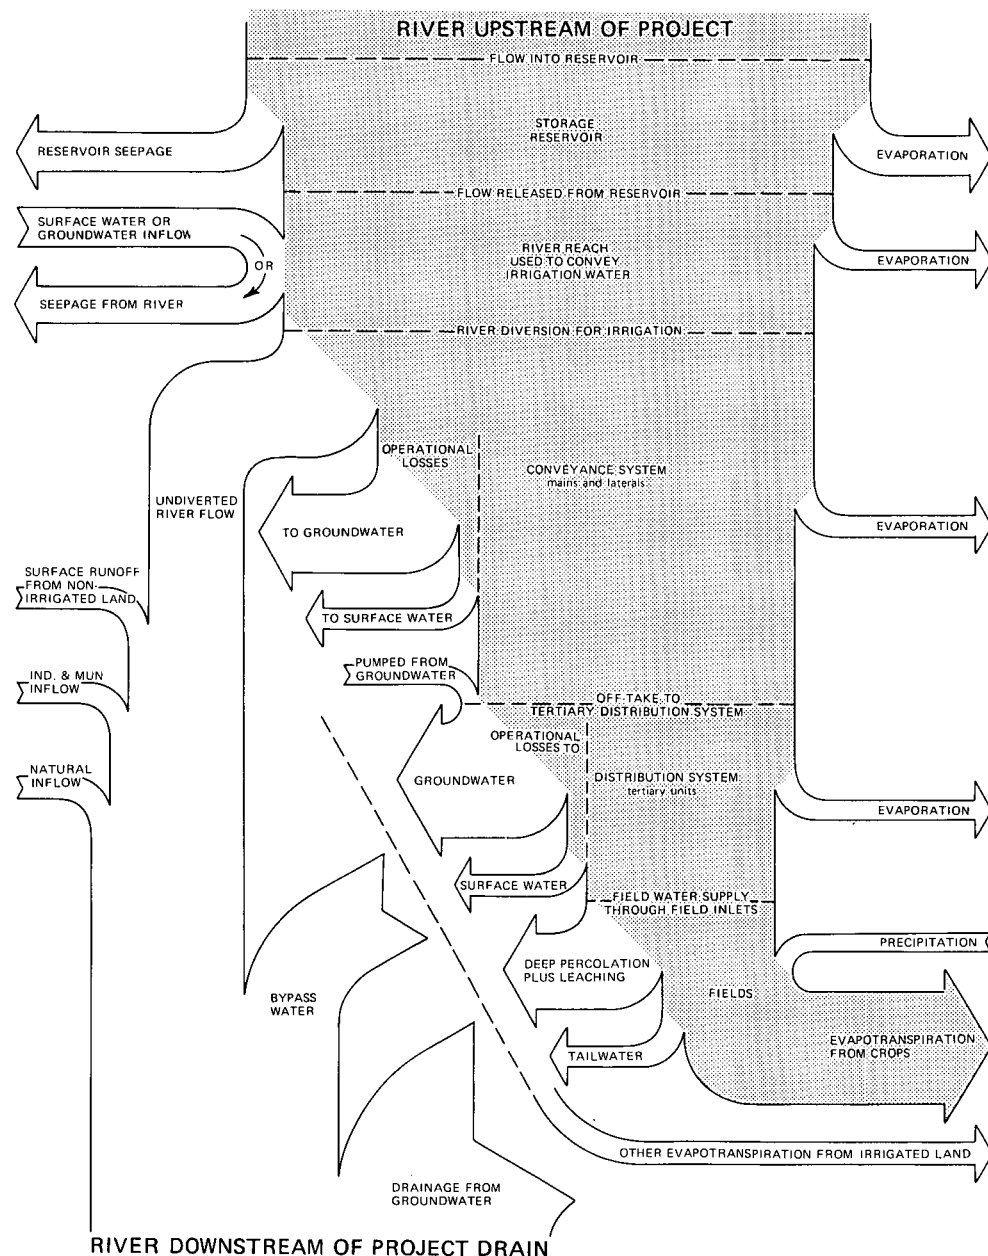 RIVER UPSTREAM OF PROJECT
FLOW INTO RESERVOIR
STORAGE
RESERVOIR
RESERVOIR SEEPAGE
EVAPORATION
FLOW RELEASED FROM RESERVOIR
SURFACE WATER OR
GROUNDWATER INFLOW
RIVER REACH
USED TO CONVEY
IRRIGATION WATER
OR
EVAPORATION
SEEPAGE FROM RIVER
RIVER DIVERSION FOR IRRIGATION
OPERATIONAL
LOSSES
CONVEYANCE SYSTEM
mains and laterals
UNDIVERTED
RIVER FLOW
TO GROUNDWATER
EVAPORATION
SURFACE RUNOFF
FROM NON-
IRRIGATED LAND
TO SURFACE WATER
PUMPED FROM
GROUNDWATER
IND. & MUN
INFLOW
OFF-TAKE TO
TERTIARY DISTRIBUTION SYSTEM
OPERATIONAL
LOSSES TO
NATURAL
INFLOW
GROUNDWATER
DISTRIBUTION SYSTEM
tertiary units
EVAPORATION
SURFACE WATER
FIELD WATER SUPPLY
THROUGH FIELD INLETS
PRECIPITATION
DEEP PERCOLATION
PLUS LEACHING
BYPASS
WATER
FIELDS
TAILWATER
EVAPOTRANSPIRATION
FROM CROPS
OTHER EVAPOTRANSPIRATION FROM IRRIGATED LAND
DRAINAGE FROM
GROUNDWATER
RIVER DOWNSTREAM OF PROJECT DRAIN